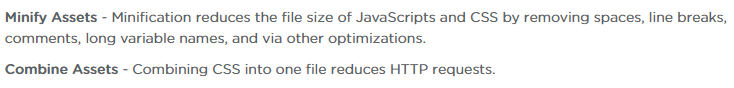 Minify Assets - Minification reduces the file size of JavaScripts and CSS by removing spaces, line breaks,
comments, long variable names, and via other optimizations.
Combine Assets - Combining CSS into one file reduces HTTP requests.